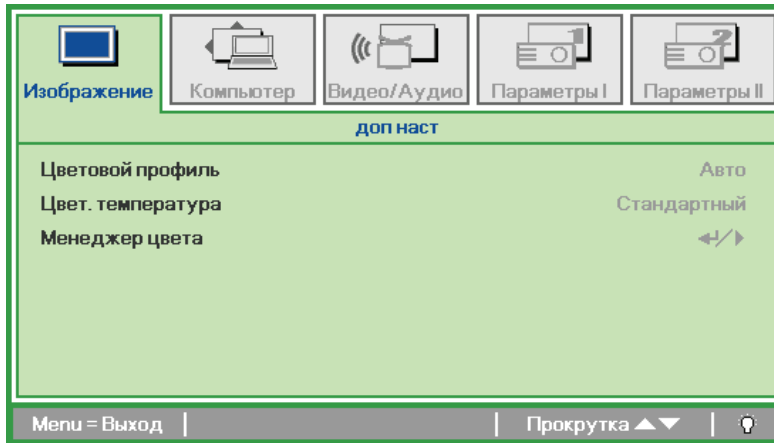 Изображение Компьютер Видео/Аудио Параметры I Параметры II
доп наст
Цветовой профиль Авто
Цвет. температура Стандартный
Менеджер цвета
Menu = Выход Прокрутка